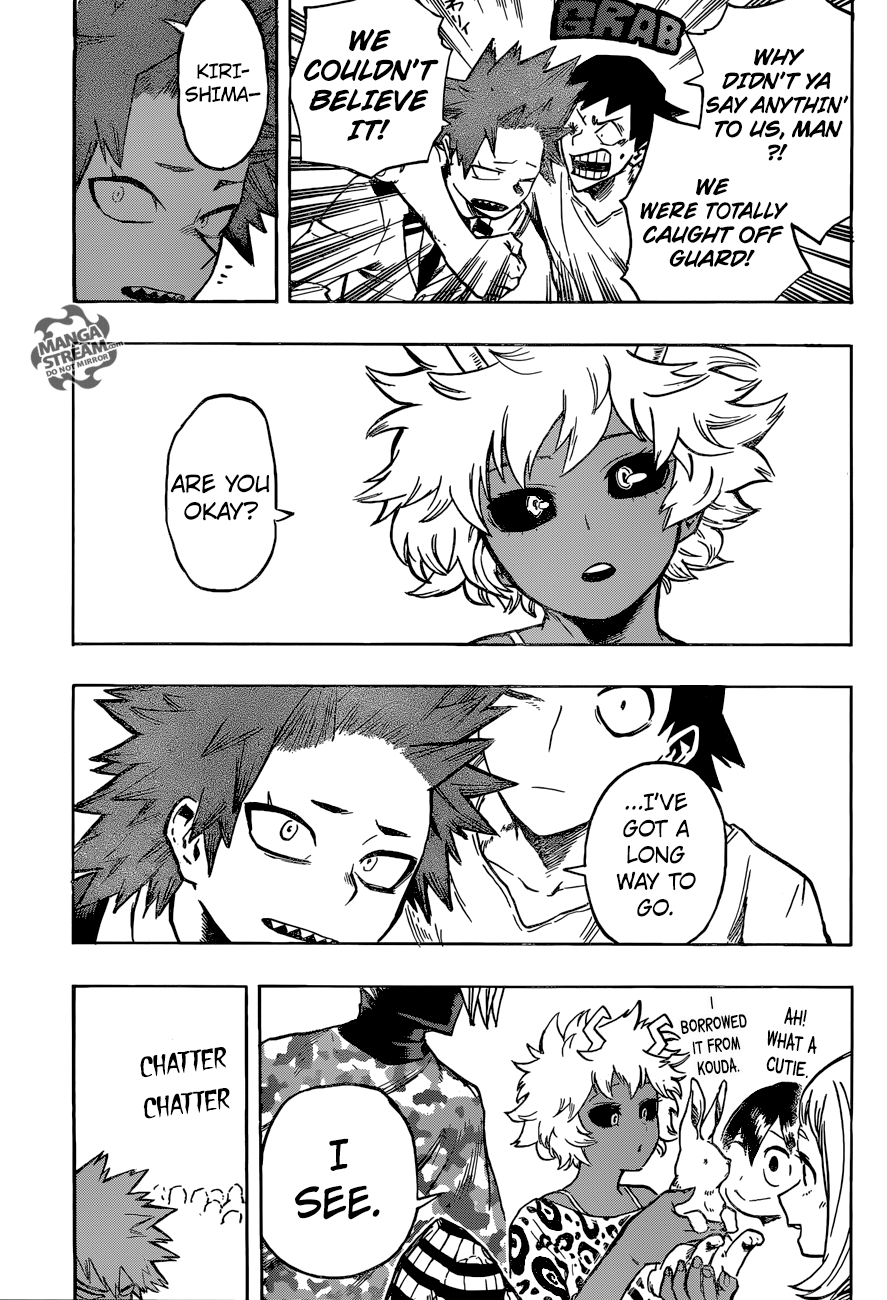 GRAB
WHY
DIDN'T YA
SAY ANYTHIN'
TO US, MAN
?!
WE
WERE TOTALLY
CAUGHT OFF
GUARD!
WE
COULDN'T
BELIEVE
IT!
KIRI-
SHIMA-
MANGA
STREAM.com
DO NOT MIRROR
ARE YOU
OKAY?
...I'VE
GOT A
LONG
WAY TO
GO.
AH!
WHAT A
CUTIE.
I
BORROWED
IT FROM
KOUDA.
I
SEE.
CHATTER
CHATTER